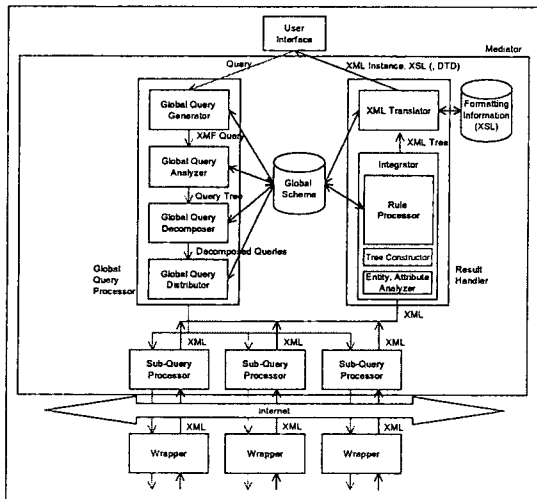 User
Interface
Mediator
Query
XML Instance, XSL (, DTD)
Global Query
Generator
XML Translator
Formatting
Information
(XSL)
XMF Query
XML Tree
Global Query
Analyzer
Integrator
Global
Scheme
Query Tree
Rule
Processor
Global Query
Decomposer
Decomposed Queries
Tree Constructor
Global
Query
Processor
Global Query
Distributor
Entity, Attribute
Analyzer
Result
Handler
XML
XML
XML
XML
Sub-Query
Processor
Sub-Query
Processor
Sub-Query
Processor
Internet
XML
XML
XML
Wrapper
Wrapper
Wrapper